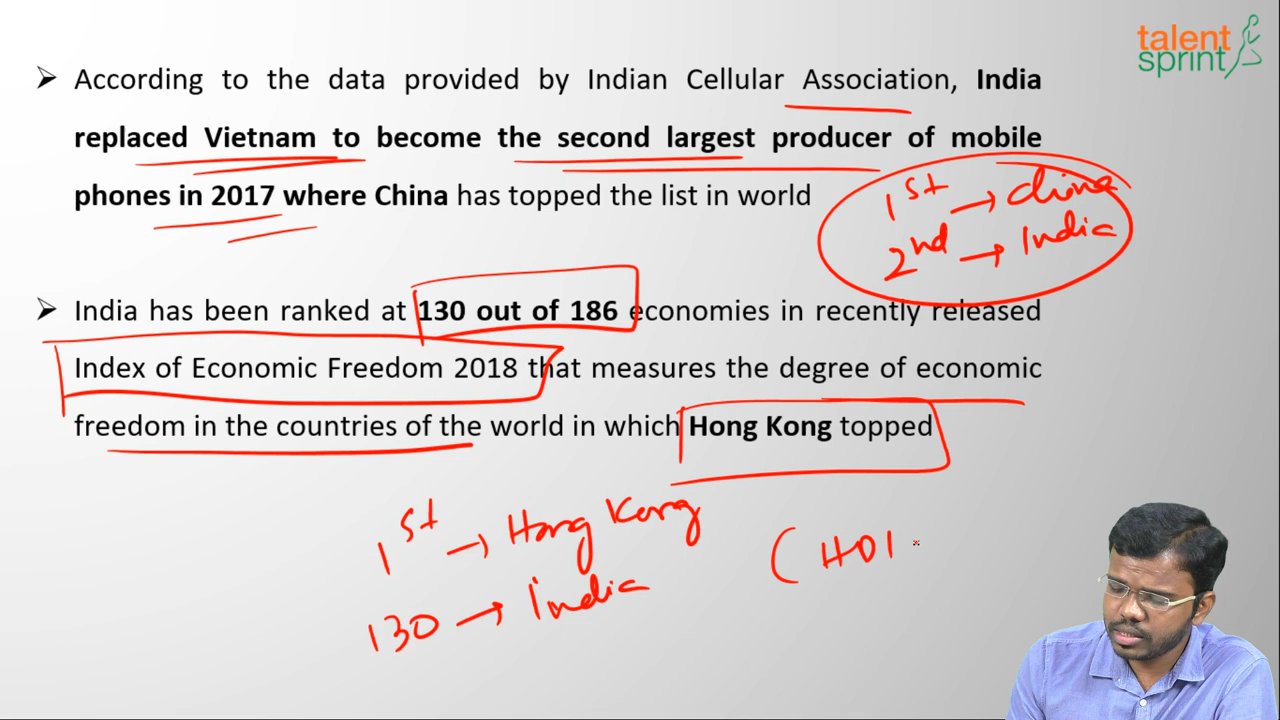 talent
sprint
According to the data provided by Indian Cellular Association, India
replaced Vietnam to become the second largest producer of mobile
phones in 2017 where China has topped the list in world
1st → China
2nd → India
India has been ranked at 130 out of 186 economies in recently released
Index of Economic Freedom 2018 that measures the degree of economic
freedom in the countries of the world in which Hong Kong topped
1st → Hong Kong
130 → India
( HDI